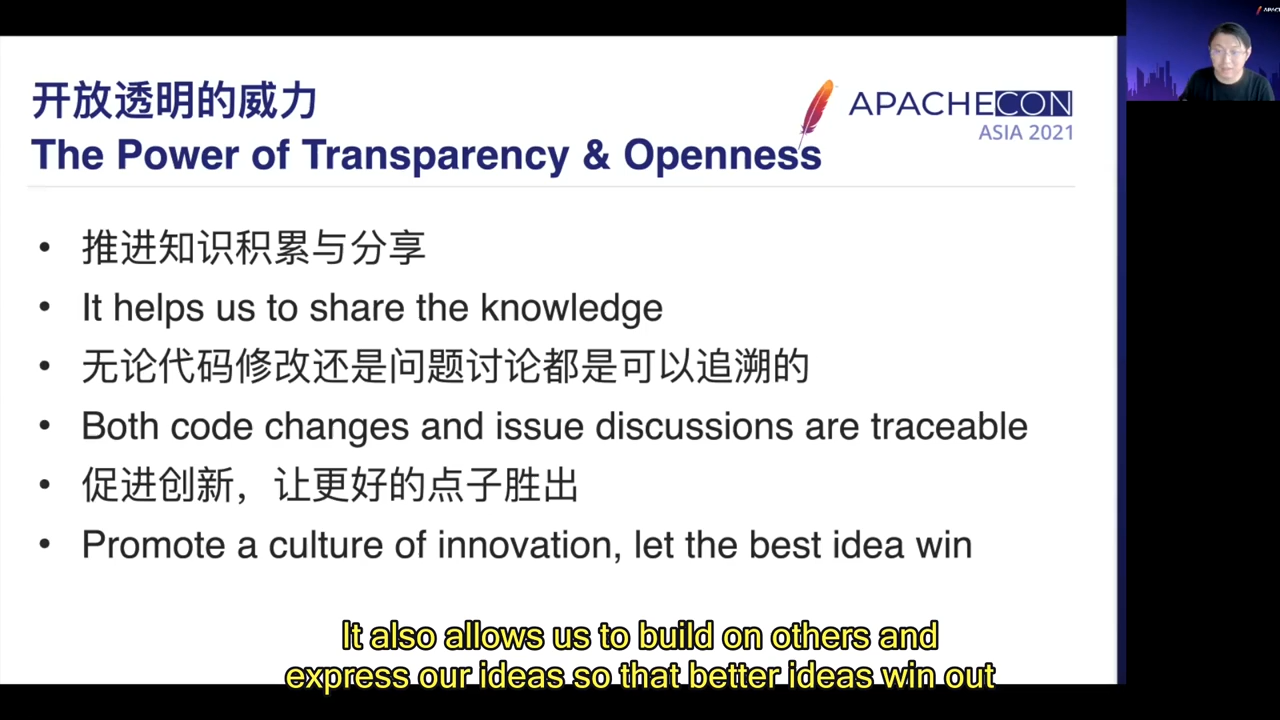 开放透明的威力
The Power of Transparency & Openness
APACHECON
ASIA 2021
• 推进知识积累与分享
• It helps us to share the knowledge
• 无论代码修改还是问题讨论都是可以追溯的
• Both code changes and issue discussions are traceable
• 促进创新，让更好的点子胜出
• Promote a culture of innovation, let the best idea win
It also allows us to build on others and
express our ideas so that better ideas win out